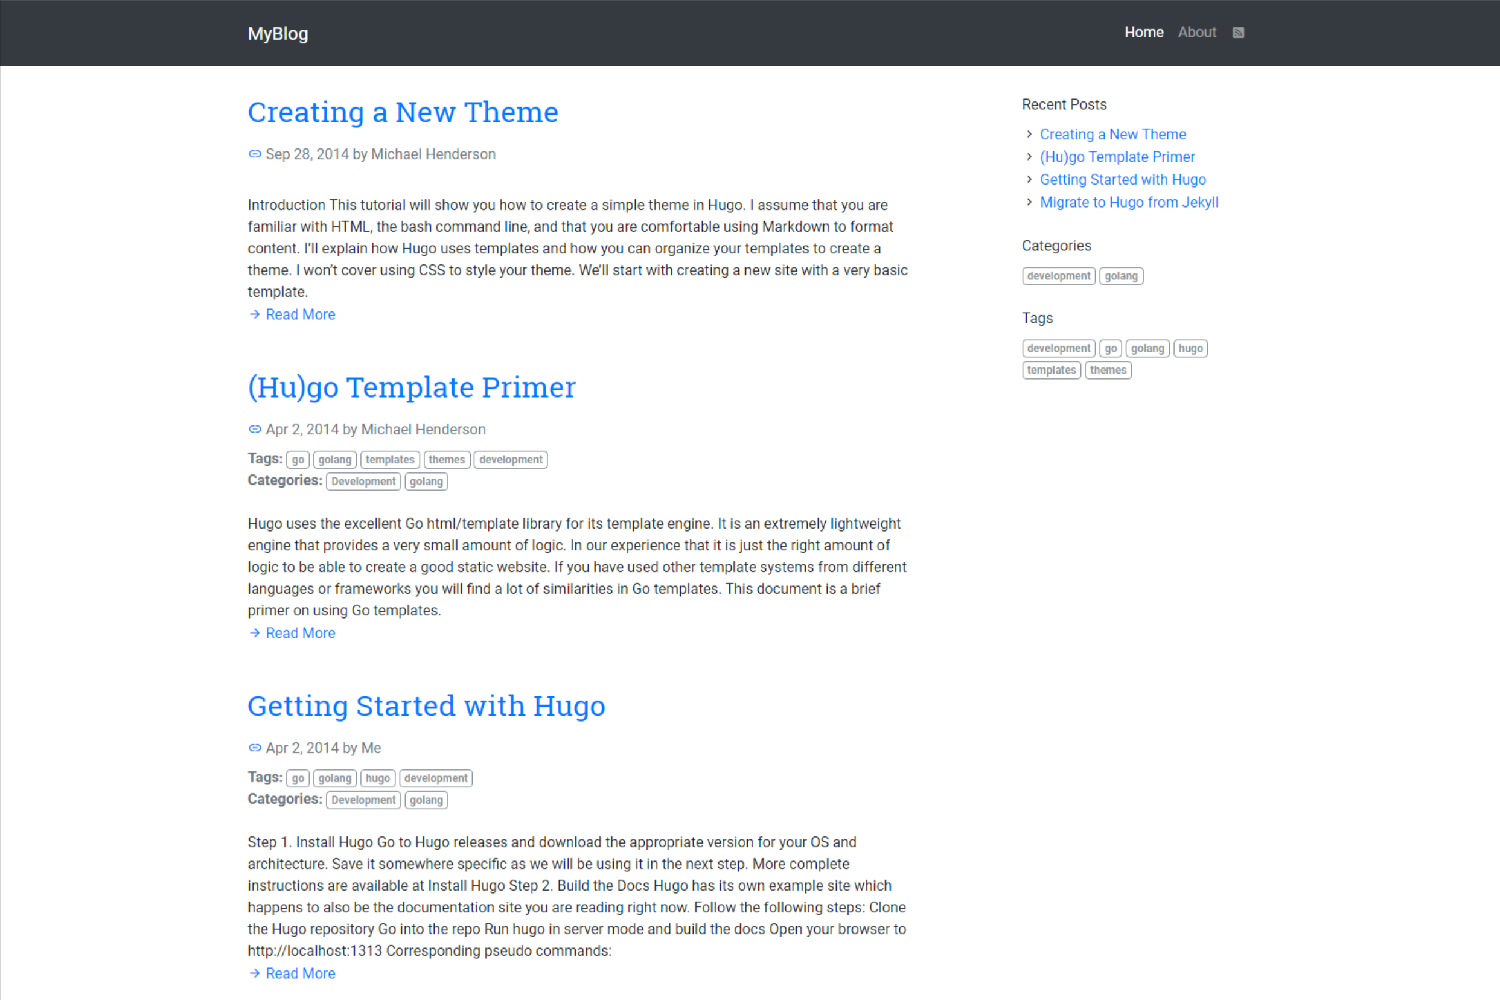 MyBlog
Home About
Creating a New Theme
Sep 28, 2014 by Michael Henderson
Introduction This tutorial will show you how to create a simple theme in Hugo. I assume that you are
familiar with HTML, the bash command line, and that you are comfortable using Markdown to format
content. I'll explain how Hugo uses templates and how you can organize your templates to create a
theme. I won't cover using CSS to style your theme. We'll start with creating a new site with a very basic
template.
Read More
(Hu)go Template Primer
Apr 2, 2014 by Michael Henderson
Tags: go golang templates themes development
Categories: Development golang
Hugo uses the excellent Go html/template library for its template engine. It is an extremely lightweight
engine that provides a very small amount of logic. In our experience that it is just the right amount of
logic to be able to create a good static website. If you have used other template systems from different
languages or frameworks you will find a lot of similarities in Go templates. This document is a brief
primer on using Go templates.
Read More
Getting Started with Hugo
Apr 2, 2014 by Me
Tags: go golang hugo development
Categories: Development golang
Step 1. Install Hugo Go to Hugo releases and download the appropriate version for your OS and
architecture. Save it somewhere specific as we will be using it in the next step. More complete
instructions are available at Install Hugo Step 2. Build the Docs Hugo has its own example site which
happens to also be the documentation site you are reading right now. Follow the following steps: Clone
the Hugo repository Go into the repo Run hugo in server mode and build the docs Open your browser to
http://localhost:1313 Corresponding pseudo commands:
Read More
Recent Posts
Creating a New Theme
(Hu)go Template Primer
Getting Started with Hugo
Migrate to Hugo from Jekyll
Categories
development golang
Tags
development go golang hugo
templates themes